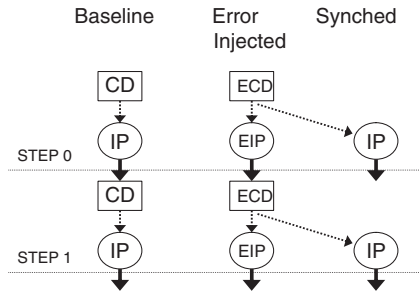 Baseline Error Injected Synched
CD ECD
IP EIP IP
STEP 0
CD ECD
IP EIP IP
STEP 1